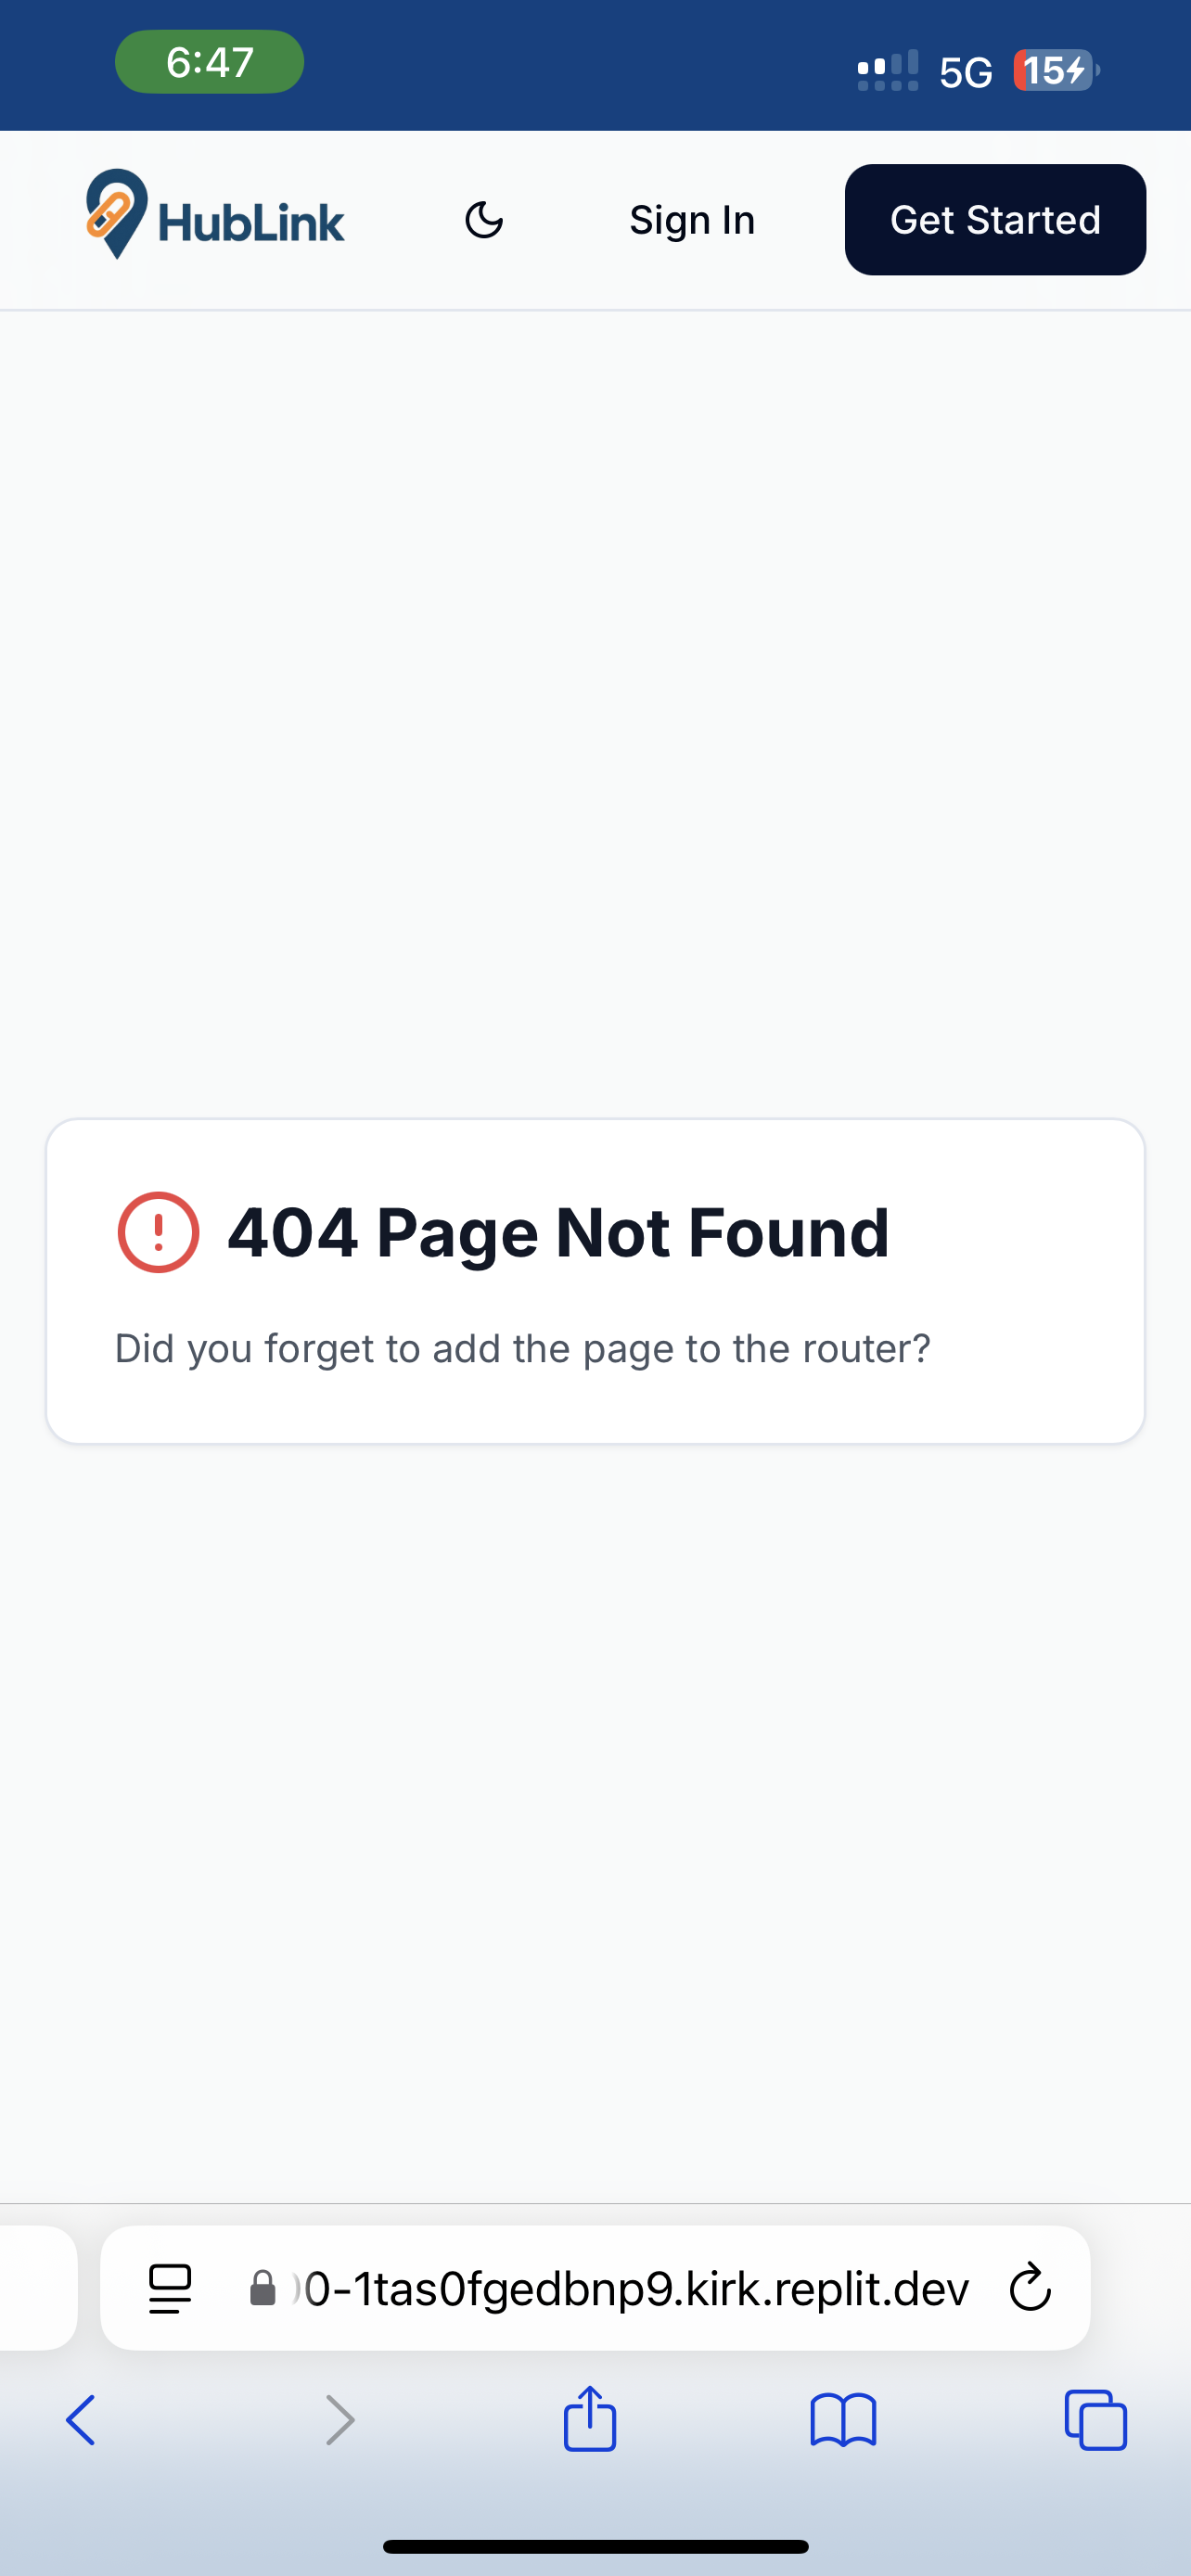 6:47
5G
15
HubLink
Sign In
Get Started
404 Page Not Found
Did you forget to add the page to the router?
0-1tas0fgedbnp9.kirk.replit.dev